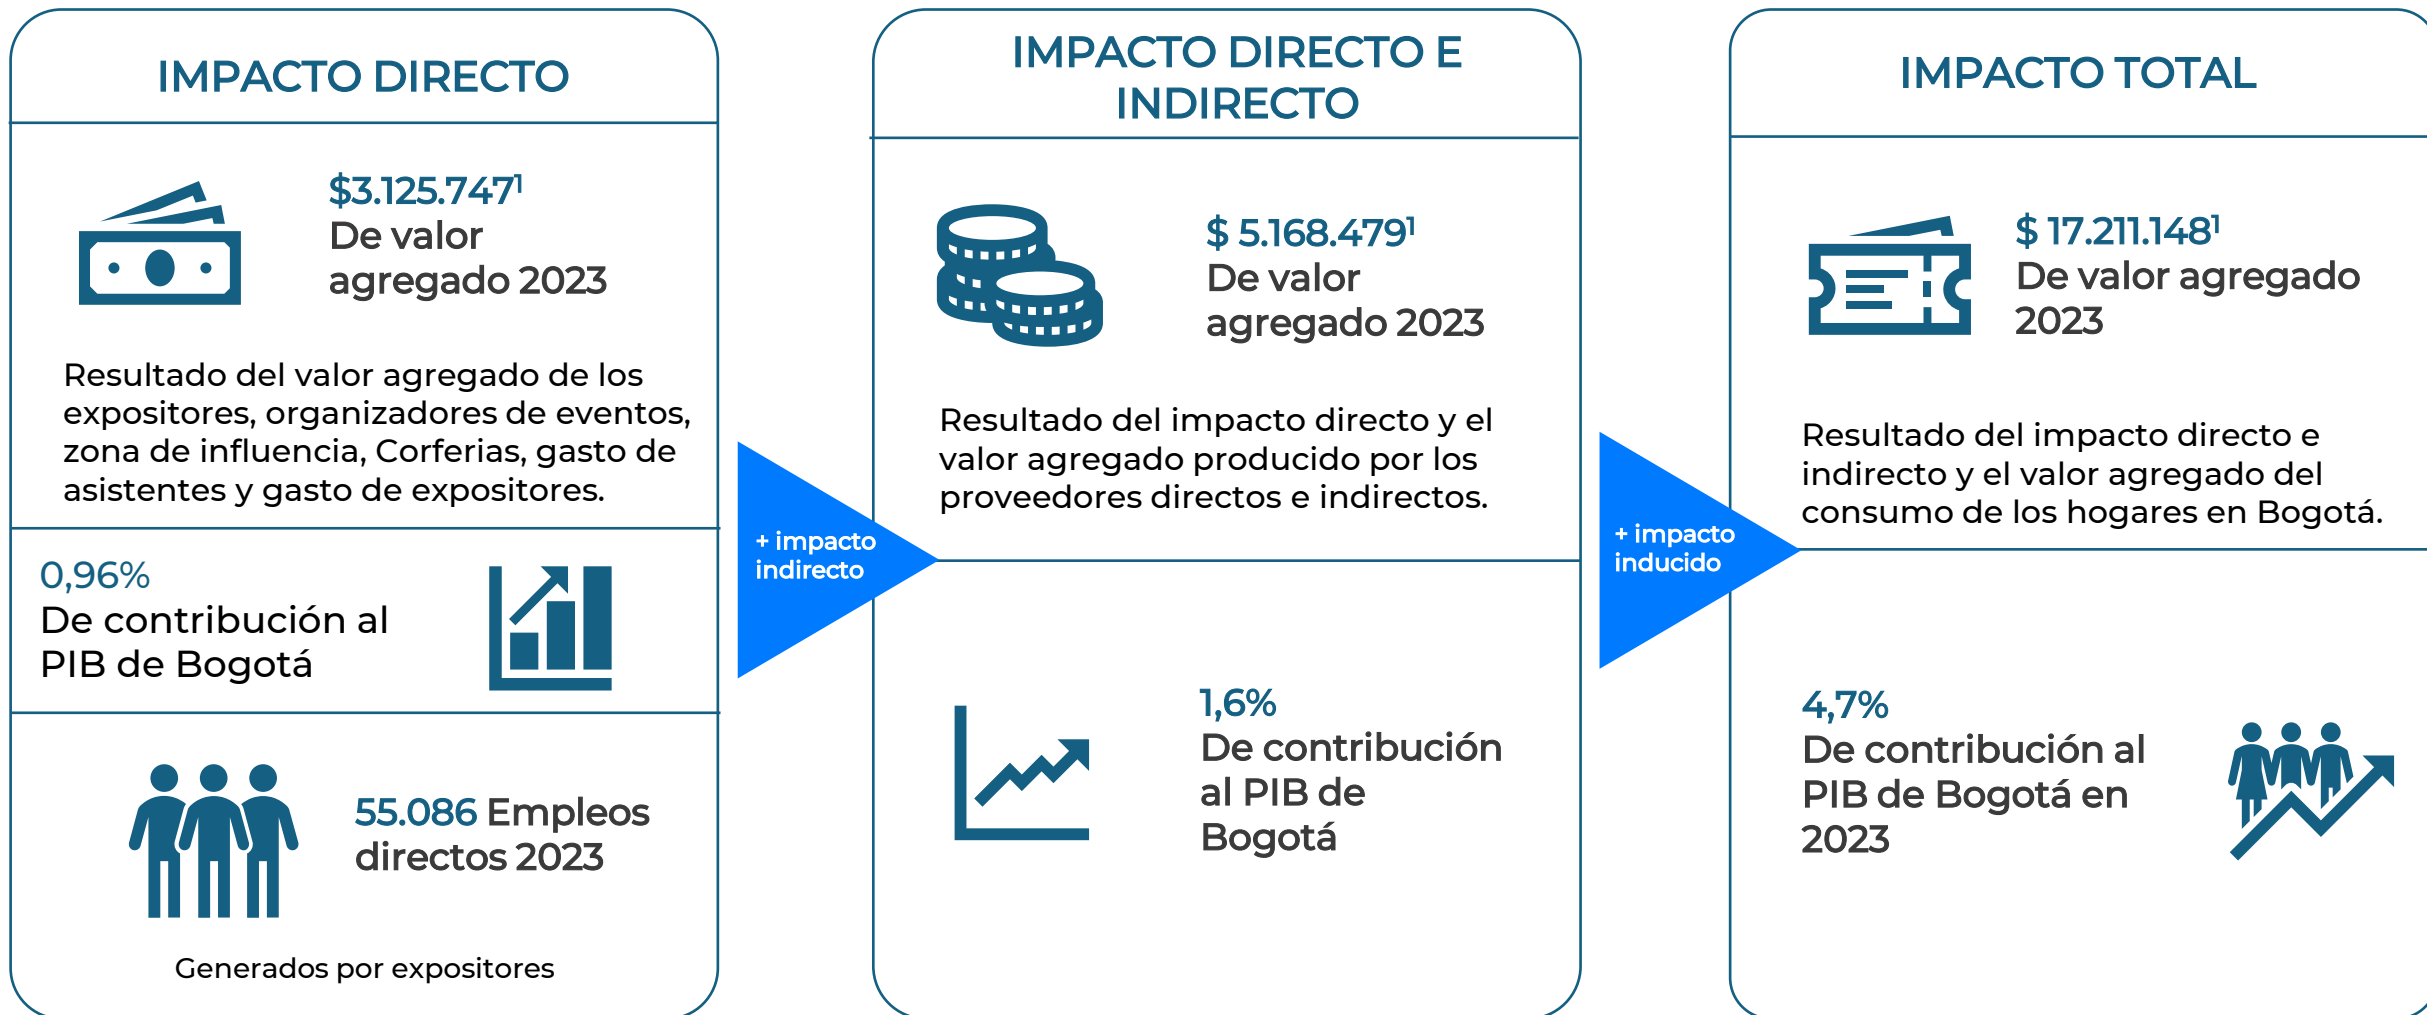 IMPACTO DIRECTO
$3.125.747¹
De valor
agregado 2023
Resultado del valor agregado de los
expositores, organizadores de eventos,
zona de influencia, Corferias, gasto de
asistentes y gasto de expositores.
0,96%
De contribución al
PIB de Bogotá
55.086 Empleos
directos 2023
Generados por expositores
+ impacto
indirecto
IMPACTO DIRECTO E
INDIRECTO
$ 5.168.479¹
De valor
agregado 2023
Resultado del impacto directo y el
valor agregado producido por los
proveedores directos e indirectos.
1,6%
De contribución
al PIB de
Bogotá
+ impacto
inducido
IMPACTO TOTAL
$ 17.211.148¹
De valor agregado
2023
Resultado del impacto directo e
indirecto y el valor agregado del
consumo de los hogares en Bogotá.
4,7%
De contribución al
PIB de Bogotá en
2023